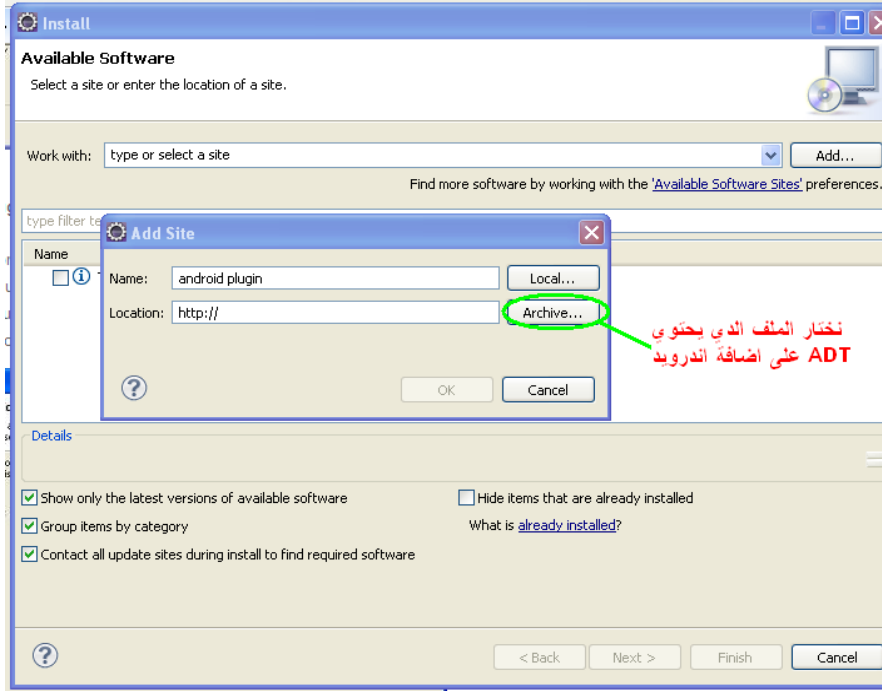 Install
Available Software
Select a site or enter the location of a site.
Work with:
type or select a site
Add...
Find more software by working with the 'Available Software Sites' preferences.
type filter te
Name
Add Site
Name:
android plugin
Local...
Location:
http://
Archive...
نختار الملف الدي يحتوي
على اضافة اندرويد ADT
OK
Cancel
Details
Show only the latest versions of available software
Hide items that are already installed
Group items by category
What is already installed?
Contact all update sites during install to find required software
< Back
Next >
Finish
Cancel